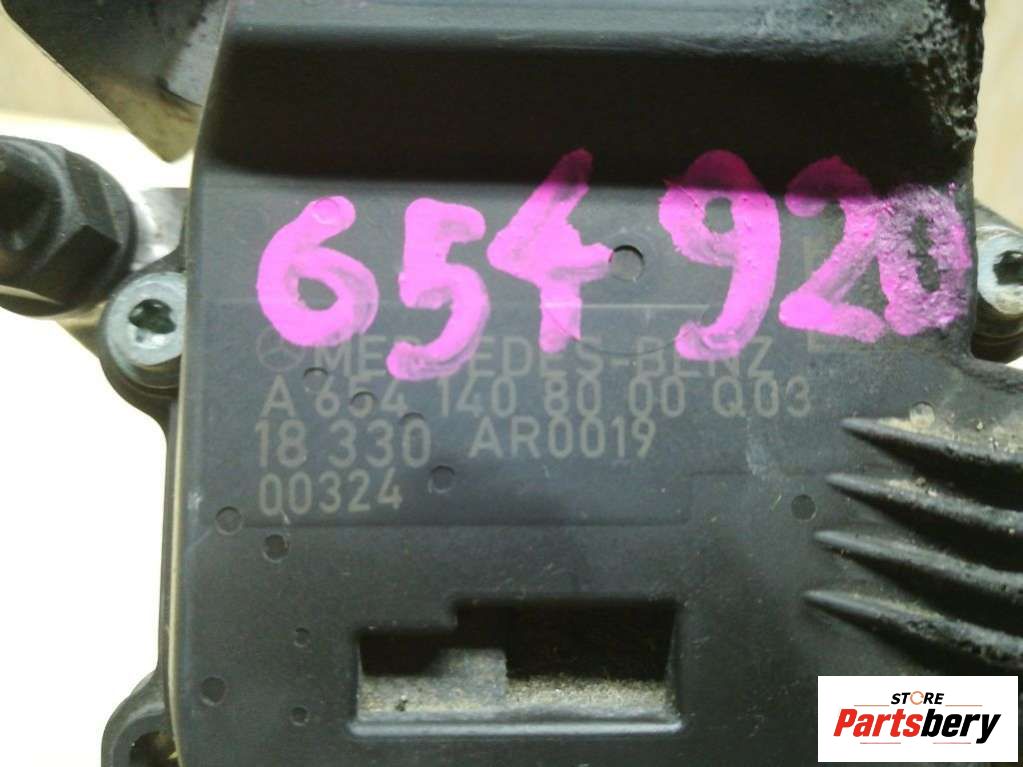 654920
MERCEDES-BENZ
A 654 140 80 00 Q03
18 330 AR0019
00324
STORE
Partsbery